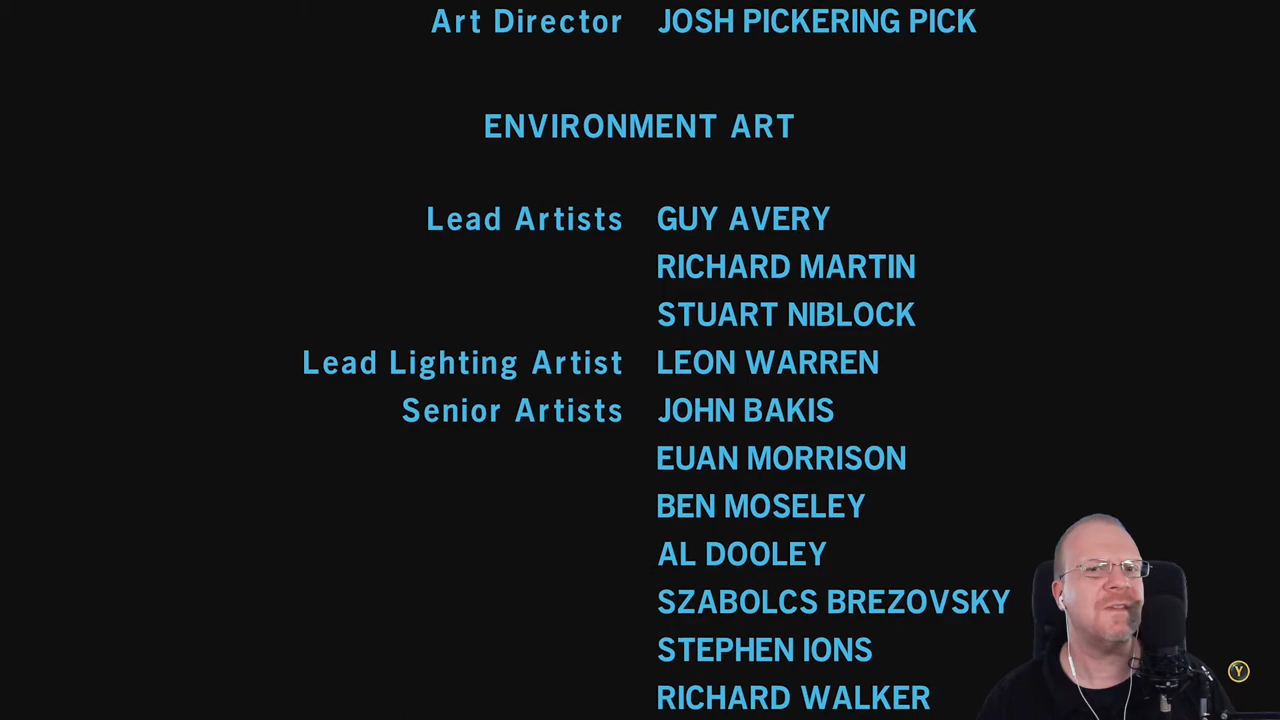 Art Director JOSH PICKERING PICK
ENVIRONMENT ART
Lead Artists GUY AVERY
RICHARD MARTIN
STUART NIBLOCK
Lead Lighting Artist LEON WARREN
Senior Artists JOHN BAKIS
EUAN MORRISON
BEN MOSELEY
AL DOOLEY
SZABOLCS BREZOVSKY
STEPHEN IONS
RICHARD WALKER
Y